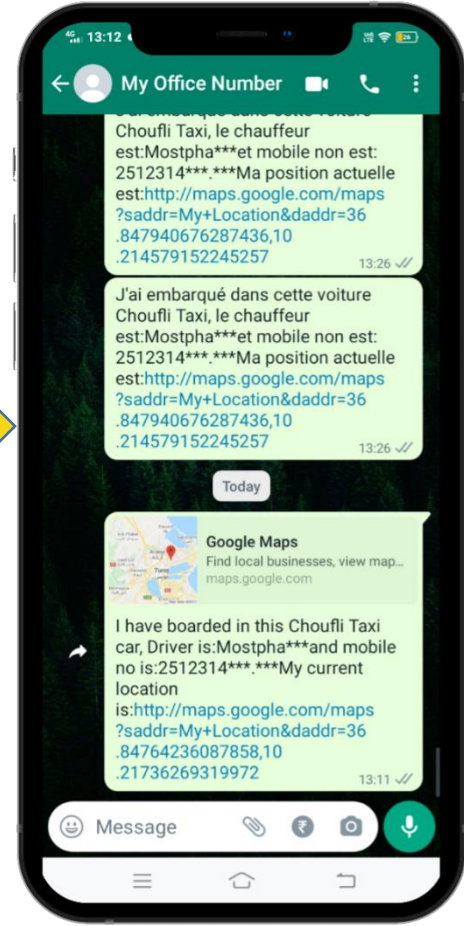 4G 13:12
26
My Office Number
J'ai embarqué dans cette voiture
Choufli Taxi, le chauffeur
est:Mostpha***et mobile non est:
2512314***.***Ma position actuelle
est:http://maps.google.com/maps
?saddr=My+Location&daddr=36
.847940676287436,10
.214579152245257
13:26
J'ai embarqué dans cette voiture
Choufli Taxi, le chauffeur
est:Mostpha***et mobile non est:
2512314***.***Ma position actuelle
est:http://maps.google.com/maps
?saddr=My+Location&daddr=36
.847940676287436,10
.214579152245257
13:26
Today
Google Maps
Find local businesses, view map...
maps.google.com
I have boarded in this Choufli Taxi
car, Driver is:Mostpha***and mobile
no is:2512314***.***My current
location
is:http://maps.google.com/maps
?saddr=My+Location&daddr=36
.84764236087858,10
.21736269319972
13:11
Message